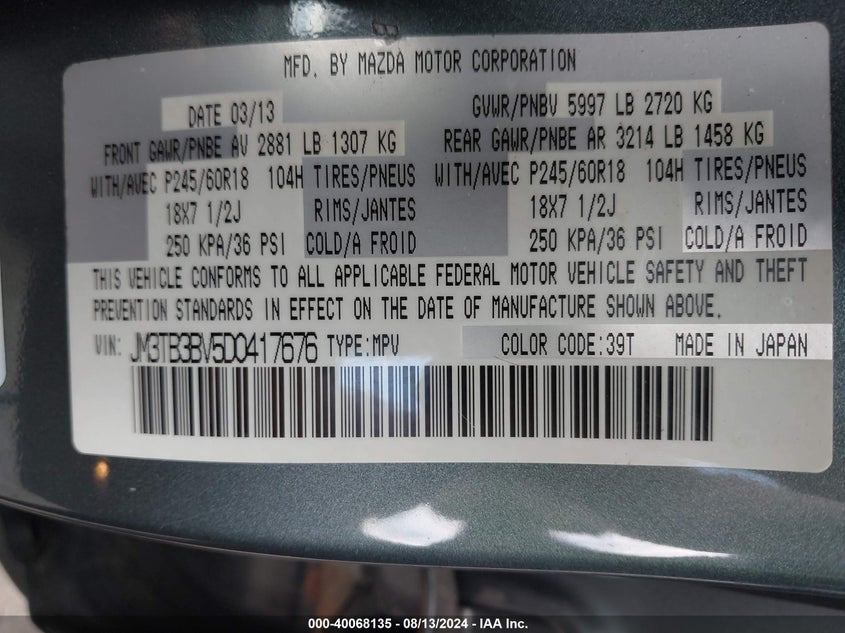 MFD. BY MAZDA MOTOR CORPORATION
DATE 03/13 GVWR/PNBV 5997 LB 2720 KG
FRONT GAWR/PNBE AV 2881 LB 1307 KG REAR GAWR/PNBE AR 3214 LB 1458 KG
WITH/AVEC P245/60R18 104H TIRES/PNEUS WITH/AVEC P245/60R18 104H TIRES/PNEUS
18X7 1/2J RIMS/JANTES 18X7 1/2J RIMS/JANTES
250 KPA/36 PSI COLD/A FROID 250 KPA/36 PSI COLD/A FROID
THIS VEHICLE CONFORMS TO ALL APPLICABLE FEDERAL MOTOR VEHICLE SAFETY AND THEFT
PREVENTION STANDARDS IN EFFECT ON THE DATE OF MANUFACTURE SHOWN ABOVE.
VIN: JM3TB3BV5D0417676 TYPE:MPV COLOR CODE:39T MADE IN JAPAN
000-40068135 - 08/13/2024 - IAA Inc.